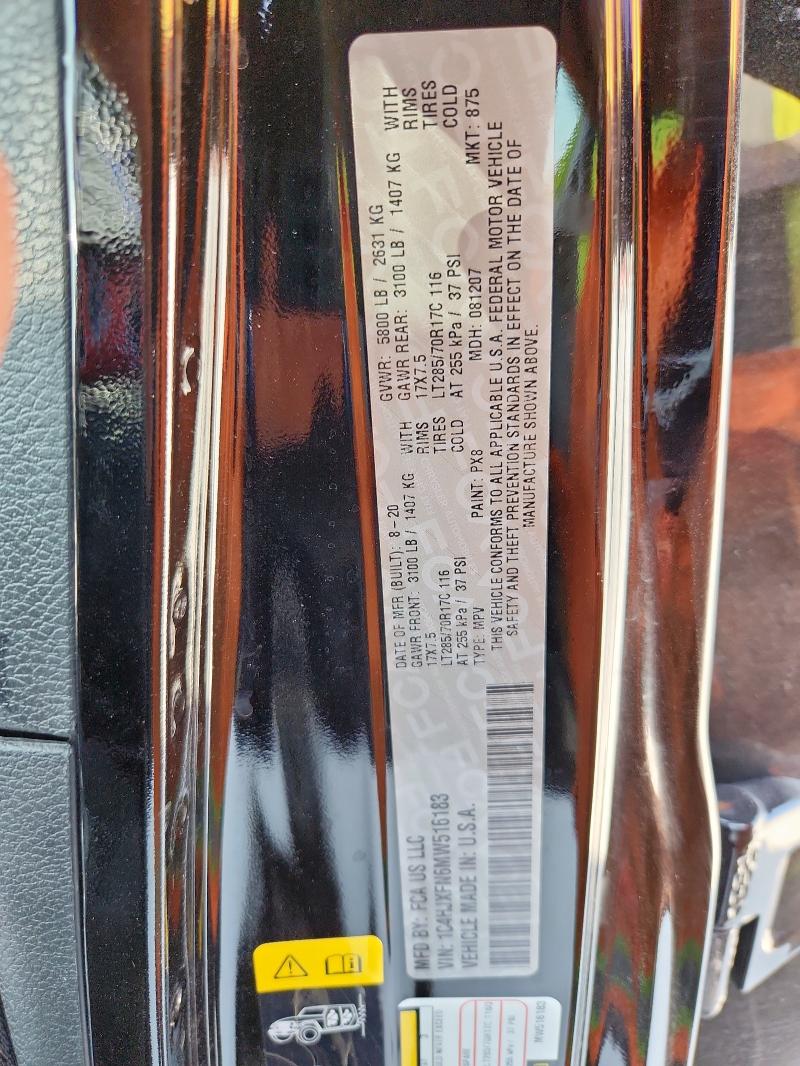 MFD BY: FCA US LLC
VIN: 1C4HJXFN6MW516183
VEHICLE MADE IN: U.S.A.
DATE OF MFR (BUILT): 8-20
GAWR FRONT: 3100 LB / 1407 KG WITH
17X7.5 RIMS
LT285/70R17C 116 TIRES
AT 255 kPa / 37 PSI COLD
TYPE: MPV PAINT: PX8
GVWR: 5800 LB / 2631 KG
GAWR REAR: 3100 LB / 1407 KG WITH
17X7.5 RIMS
LT285/70R17C 116 TIRES
AT 255 kPa / 37 PSI COLD
MDH: 081207 MKT: 875
THIS VEHICLE CONFORMS TO ALL APPLICABLE U.S.A. FEDERAL MOTOR VEHICLE
SAFETY AND THEFT PREVENTION STANDARDS IN EFFECT ON THE DATE OF
MANUFACTURE SHOWN ABOVE.
MW516183